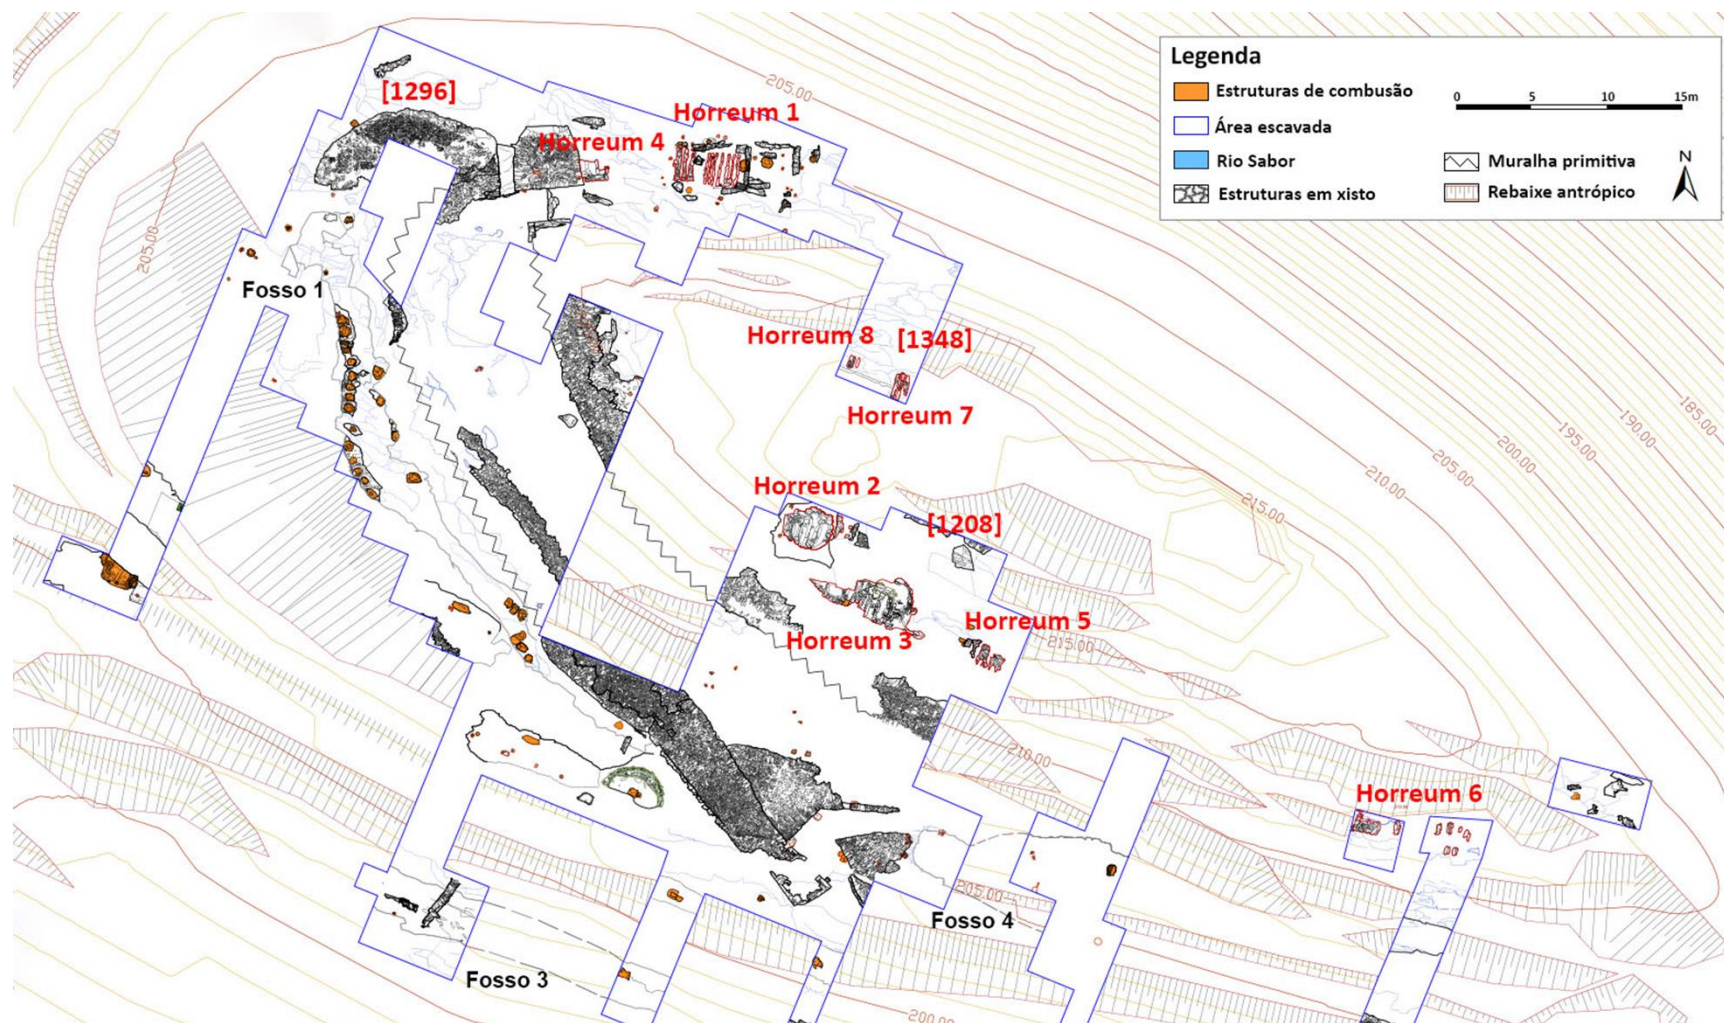 Legenda
Estruturas de combusão
Área escavada
Rio Sabor
Estruturas em xisto
0 5 10 15m
Muralha primitiva
Rebaixe antrópico
N
[1296]
Horreum 1
Horreum 4
205.00
205.00
Fosso 1
Horreum 8
[1348]
Horreum 7
185.00
190.00
195.00
200.00
205.00
210.00
215.00
Horreum 2
[1208]
Horreum 3
Horreum 5
215.00
210.00
Horreum 6
205.00
Fosso 4
Fosso 3
200.00